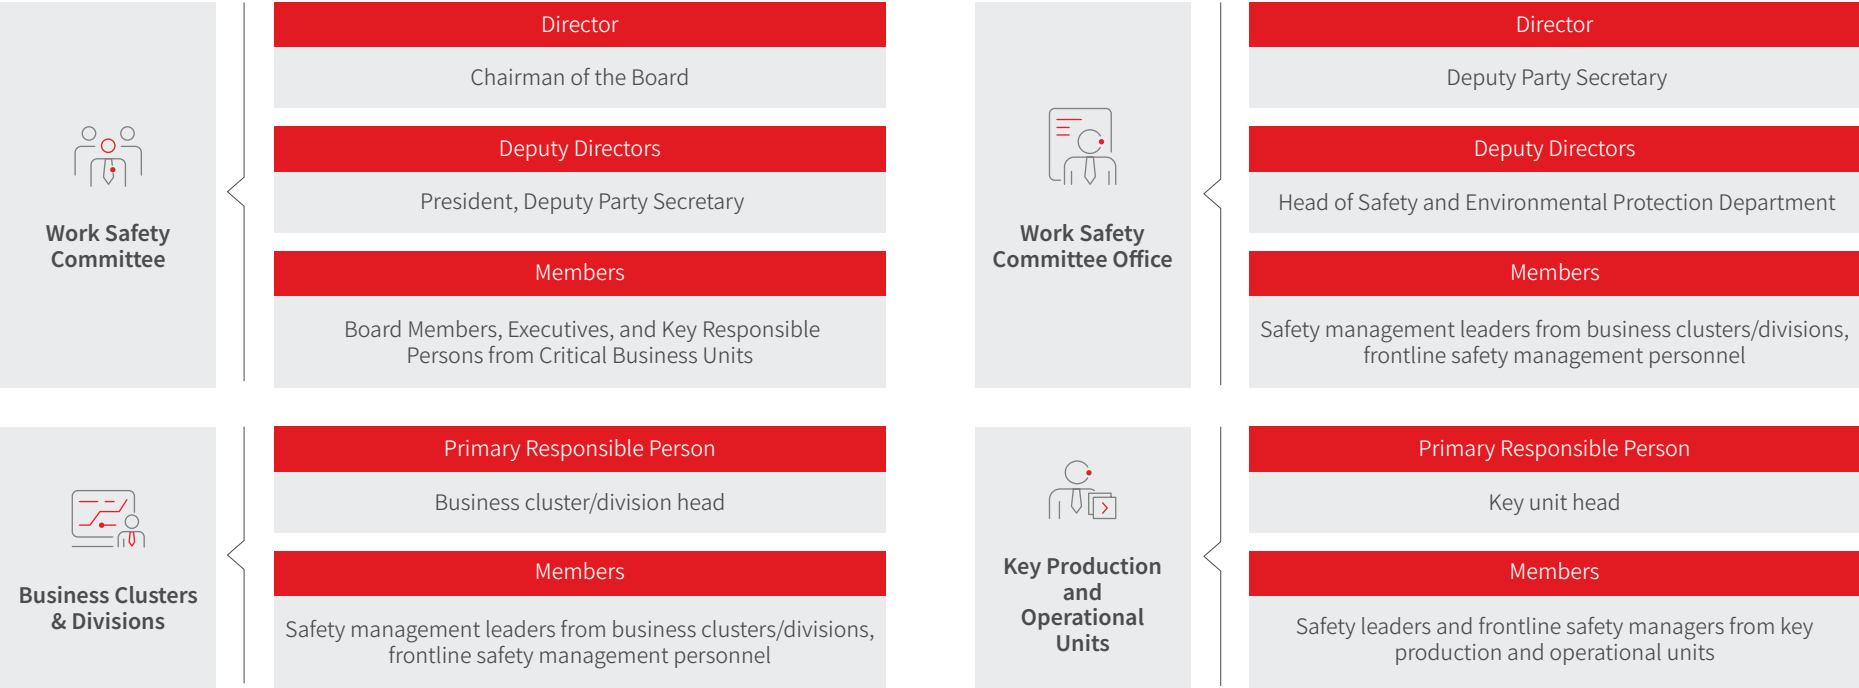 Work Safety
Committee
Director
Chairman of the Board
Deputy Directors
President, Deputy Party Secretary
Members
Board Members, Executives, and Key Responsible
Persons from Critical Business Units
Work Safety
Committee Office
Director
Deputy Party Secretary
Deputy Directors
Head of Safety and Environmental Protection Department
Members
Safety management leaders from business clusters/divisions,
frontline safety management personnel
Business Clusters
& Divisions
Primary Responsible Person
Business cluster/division head
Members
Safety management leaders from business clusters/divisions,
frontline safety management personnel
Key Production
and
Operational
Units
Primary Responsible Person
Key unit head
Members
Safety leaders and frontline safety managers from key
production and operational units